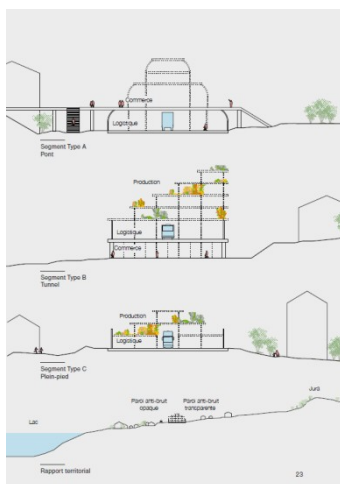 Commerce
Logistique
Segment Type A
Pont
Production
Logistique
Commerce
Segment Type B
Tunnel
Production
Logistique
Segment Type C
Plein-pied
Jura
Paroi anti-bruit
opaque
Paroi anti-bruit
transparente
Lac
Rapport territorial
23